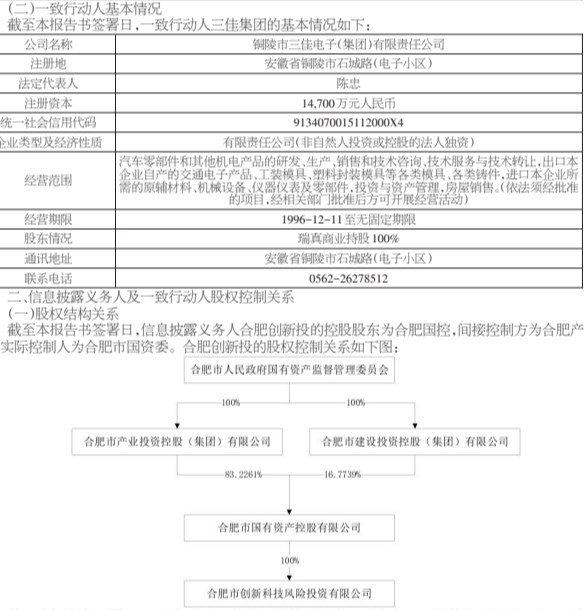 (二)一致行动人基本情况
截至本报告书签署日,一致行动人三佳集团的基本情况如下:
公司名称 铜陵市三佳电子(集团)有限责任公司
注册地 安徽省铜陵市石城路(电子小区)
法定代表人 陈忠
注册资本 14,700万元人民币
统一社会信用代码 9134070015112000X4
企业类型及经济性质 有限责任公司(非自然人投资或控股的法人独资)
经营范围 汽车零部件和其他机电产品的研发、生产、销售和技术咨询、技术服务与技术转让,出口本
企业自产的交通电子产品、工装模具、塑料封装模具等各类模具、各类铸件,进口本企业所
需的原辅材料、机械设备、仪器仪表及零部件,投资与资产管理,房屋销售。(依法须经批准
的项目,经相关部门批准后方可开展经营活动)
经营期限 1996-12-11至无固定期限
股东情况 瑞真商业持股100%
通讯地址 安徽省铜陵市石城路(电子小区)
联系电话 0562-26278512
二、信息披露义务人及一致行动人股权控制关系
(一)股权结构关系
截至本报告书签署日,信息披露义务人合肥创新投的控股股东为合肥国控,间接控制方为合肥产
实际控制人为合肥市国资委。合肥创新投的股权控制关系如下图:
合肥市人民政府国有资产监督管理委员会
100% 100%
合肥市产业投资控股（集团）有限公司 合肥市建设投资控股（集团）有限公司
83.2261% 16.7739%
合肥市国有资产控股有限公司
100%
合肥市创新科技风险投资有限公司